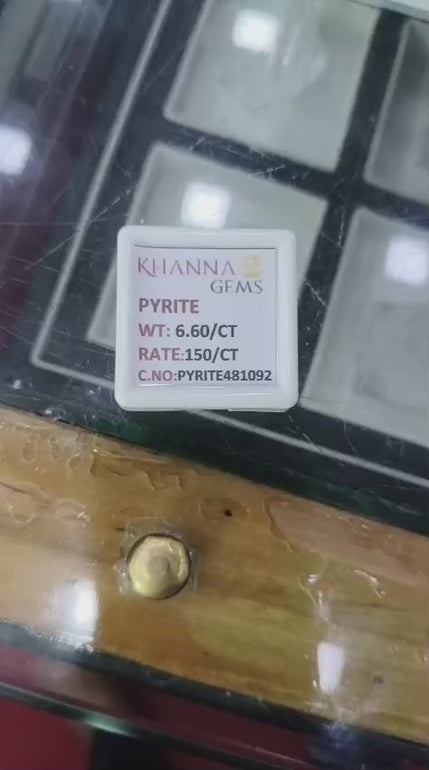 KHANNA
GEMS
PYRITE
WT: 6.60/CT
RATE:150/CT
C.NO:PYRITE481092